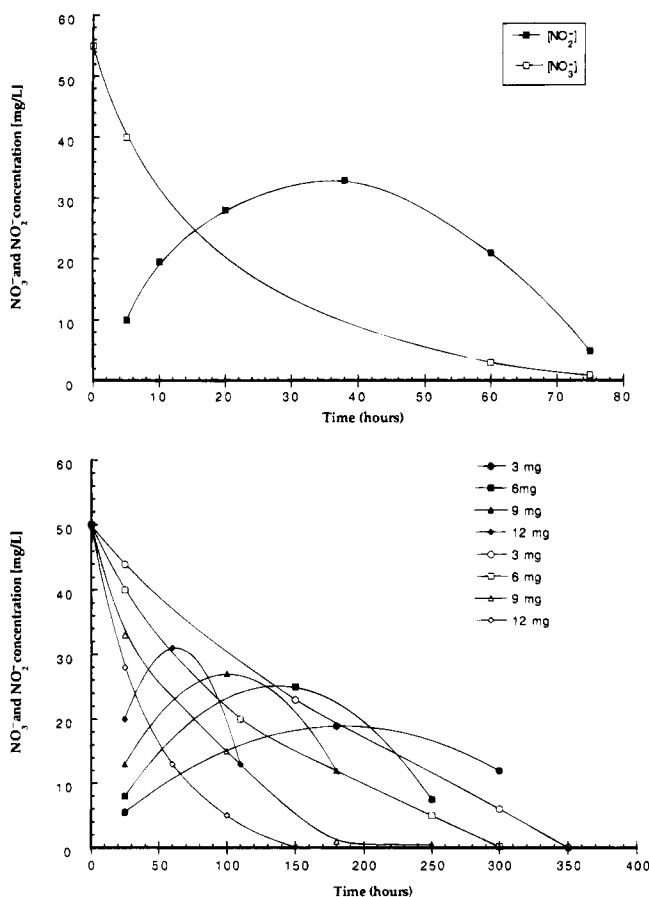 60
50
40
30
20
10
0
NO₃⁻ and NO₂⁻ concentration [mg/L]
[NO₂⁻]
[NO₃⁻]
0 10 20 30 40 50 60 70 80
Time (hours)
60
50
40
30
20
10
0
NO₃⁻ and NO₂⁻ concentration [mg/L]
3 mg
6mg
9 mg
12 mg
3 mg
6 mg
9 mg
12 mg
0 50 100 150 200 250 300 350 400
Time (hours)